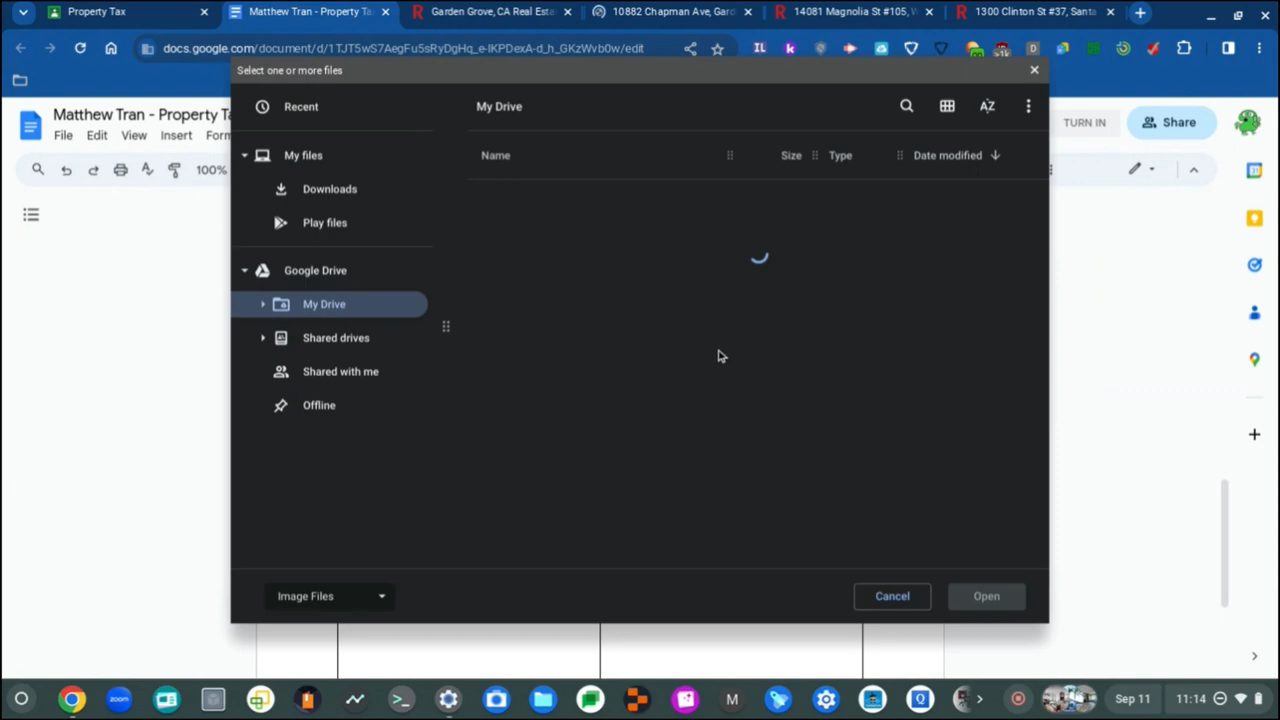 Property Tax
Matthew Tran - Property Ta
Garden Grove, CA Real Esta
10882 Chapman Ave, Gard
14081 Magnolia St #105, W
1300 Clinton St #37, Santa
Select one or more files
Matthew Tran - Property Ta
File Edit View Insert Form
100%
TURN IN
Share
Recent
My files
Downloads
Play files
Google Drive
My Drive
Shared drives
Shared with me
Offline
My Drive
AZ
Name Size Type Date modified
Image Files
Cancel
Open
zoom
M
Q
Sep 11
11:14